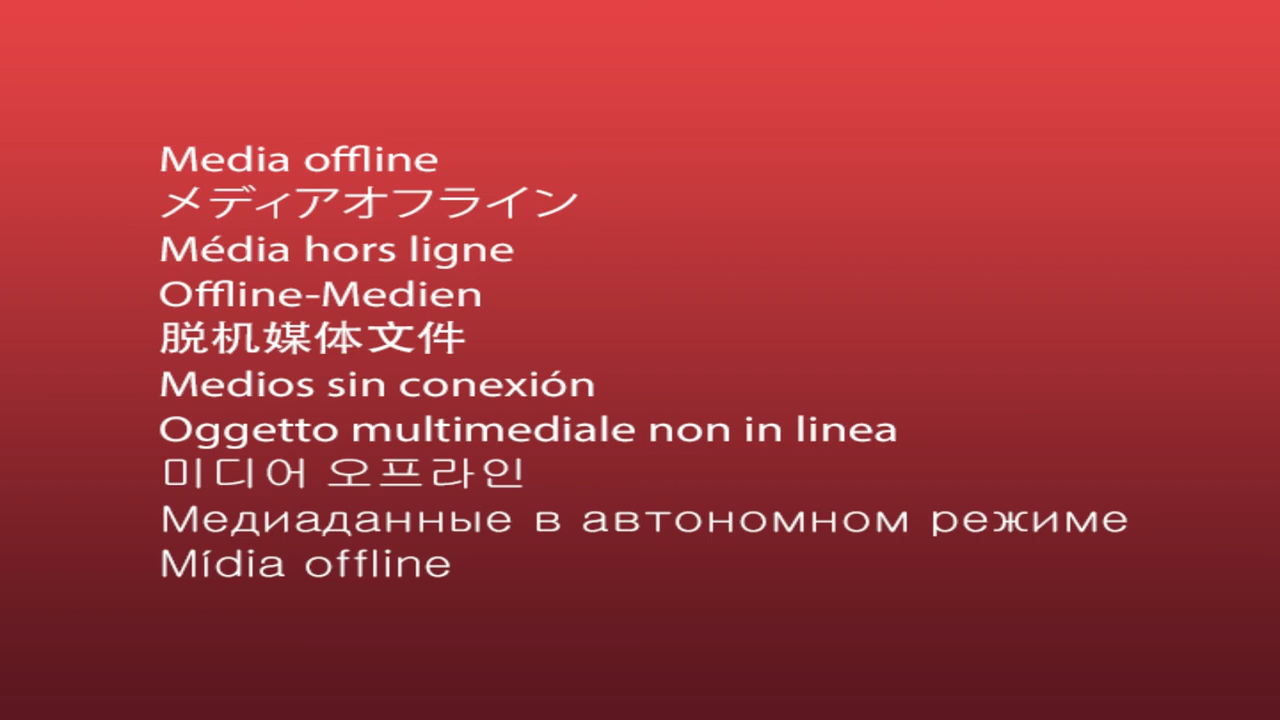 Media offline
メディアオフライン
Média hors ligne
Offline-Medien
脱机媒体文件
Medios sin conexión
Oggetto multimediale non in linea
미디어 오프라인
Медиаданные в автономном режиме
Mídia offline